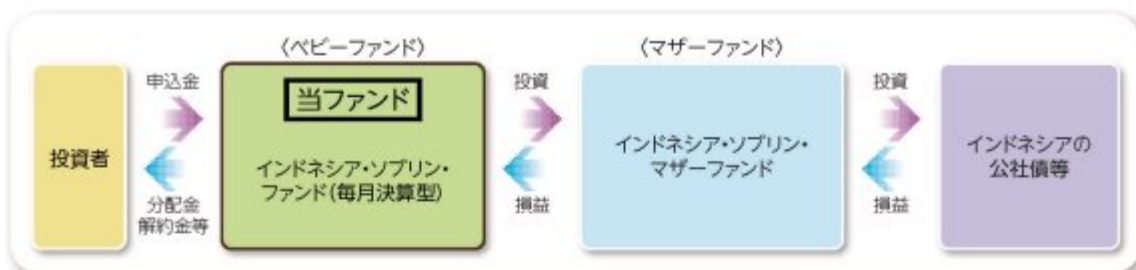 〈ベビーファンド〉
〈マザーファンド〉
投資者
申込金
分配金
解約金等
当ファンド
インドネシア・ソブリン・
ファンド(毎月決算型)
投資
損益
インドネシア・ソブリン・
マザーファンド
投資
損益
インドネシアの
公社債等